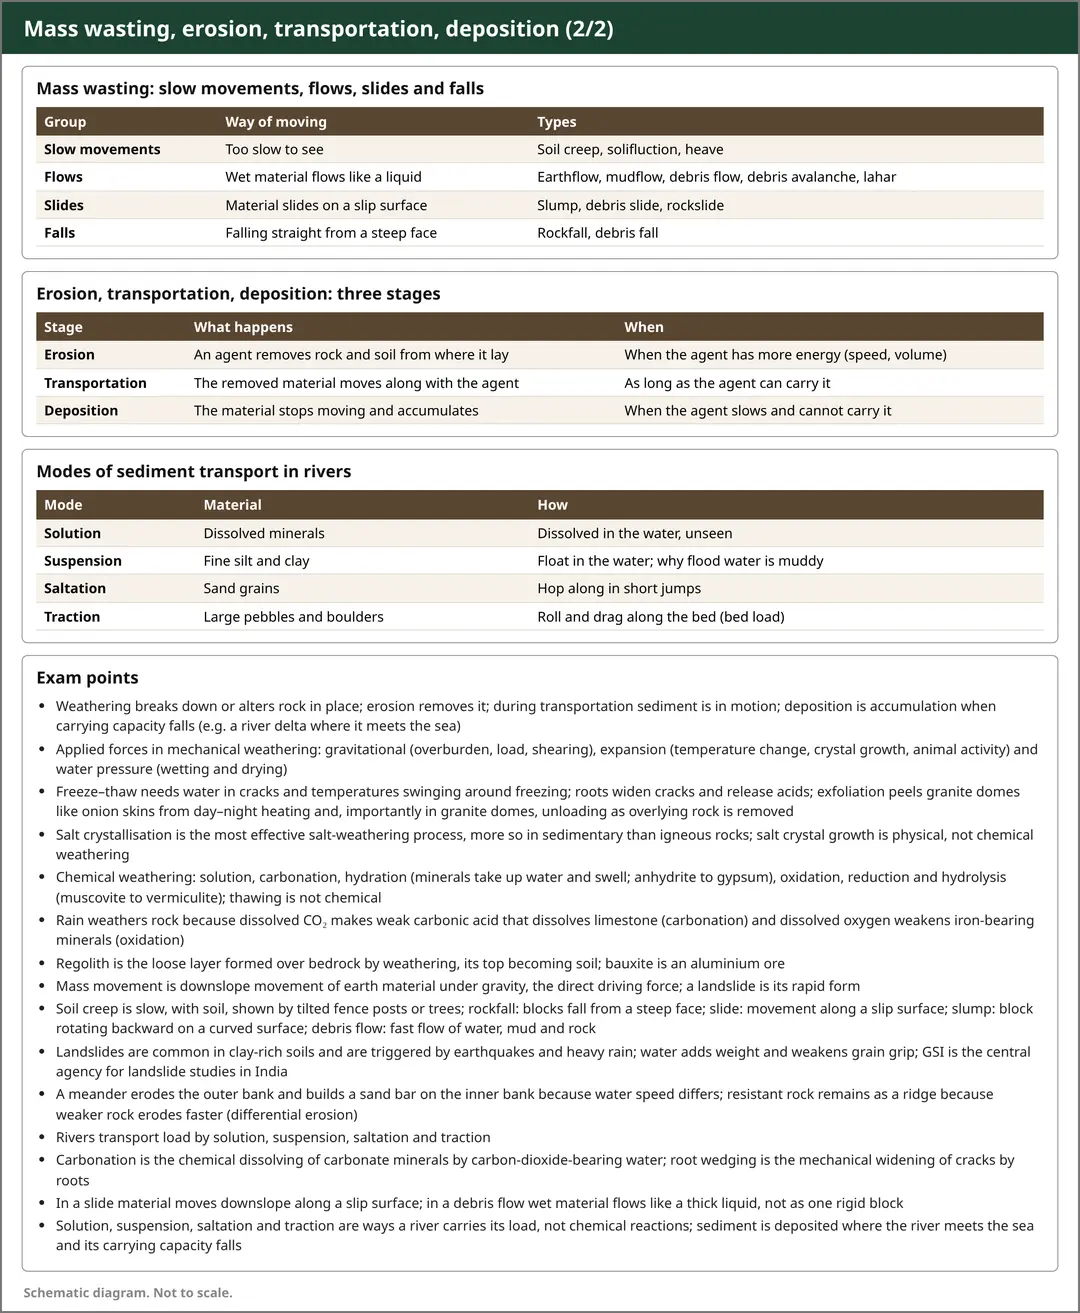 Mass wasting, erosion, transportation, deposition (2/2)
Mass wasting: slow movements, flows, slides and falls
Group Way of moving Types
Slow movements Too slow to see Soil creep, solifluction, heave
Flows Wet material flows like a liquid Earthflow, mudflow, debris flow, debris avalanche, lahar
Slides Material slides on a slip surface Slump, debris slide, rockslide
Falls Falling straight from a steep face Rockfall, debris fall
Erosion, transportation, deposition: three stages
Stage What happens When
Erosion An agent removes rock and soil from where it lay When the agent has more energy (speed, volume)
Transportation The removed material moves along with the agent As long as the agent can carry it
Deposition The material stops moving and accumulates When the agent slows and cannot carry it
Modes of sediment transport in rivers
Mode Material How
Solution Dissolved minerals Dissolved in the water, unseen
Suspension Fine silt and clay Float in the water; why flood water is muddy
Saltation Sand grains Hop along in short jumps
Traction Large pebbles and boulders Roll and drag along the bed (bed load)
Exam points
• Weathering breaks down or alters rock in place; erosion removes it; during transportation sediment is in motion; deposition is accumulation when
carrying capacity falls (e.g. a river delta where it meets the sea)
• Applied forces in mechanical weathering: gravitational (overburden, load, shearing), expansion (temperature change, crystal growth, animal activity) and
water pressure (wetting and drying)
• Freeze–thaw needs water in cracks and temperatures swinging around freezing; roots widen cracks and release acids; exfoliation peels granite domes
like onion skins from day–night heating and, importantly in granite domes, unloading as overlying rock is removed
• Salt crystallisation is the most effective salt-weathering process, more so in sedimentary than igneous rocks; salt crystal growth is physical, not chemical
weathering
• Chemical weathering: solution, carbonation, hydration (minerals take up water and swell; anhydrite to gypsum), oxidation, reduction and hydrolysis
(muscovite to vermiculite); thawing is not chemical
• Rain weathers rock because dissolved CO₂ makes weak carbonic acid that dissolves limestone (carbonation) and dissolved oxygen weakens iron-bearing
minerals (oxidation)
• Regolith is the loose layer formed over bedrock by weathering, its top becoming soil; bauxite is an aluminium ore
• Mass movement is downslope movement of earth material under gravity, the direct driving force; a landslide is its rapid form
• Soil creep is slow, with soil, shown by tilted fence posts or trees; rockfall: blocks fall from a steep face; slide: movement along a slip surface; slump: block
rotating backward on a curved surface; debris flow: fast flow of water, mud and rock
• Landslides are common in clay-rich soils and are triggered by earthquakes and heavy rain; water adds weight and weakens grain grip; GSI is the central
agency for landslide studies in India
• A meander erodes the outer bank and builds a sand bar on the inner bank because water speed differs; resistant rock remains as a ridge because
weaker rock erodes faster (differential erosion)
• Rivers transport load by solution, suspension, saltation and traction
• Carbonation is the chemical dissolving of carbonate minerals by carbon-dioxide-bearing water; root wedging is the mechanical widening of cracks by
roots
• In a slide material moves downslope along a slip surface; in a debris flow wet material flows like a thick liquid, not as one rigid block
• Solution, suspension, saltation and traction are ways a river carries its load, not chemical reactions; sediment is deposited where the river meets the sea
and its carrying capacity falls
Schematic diagram. Not to scale.